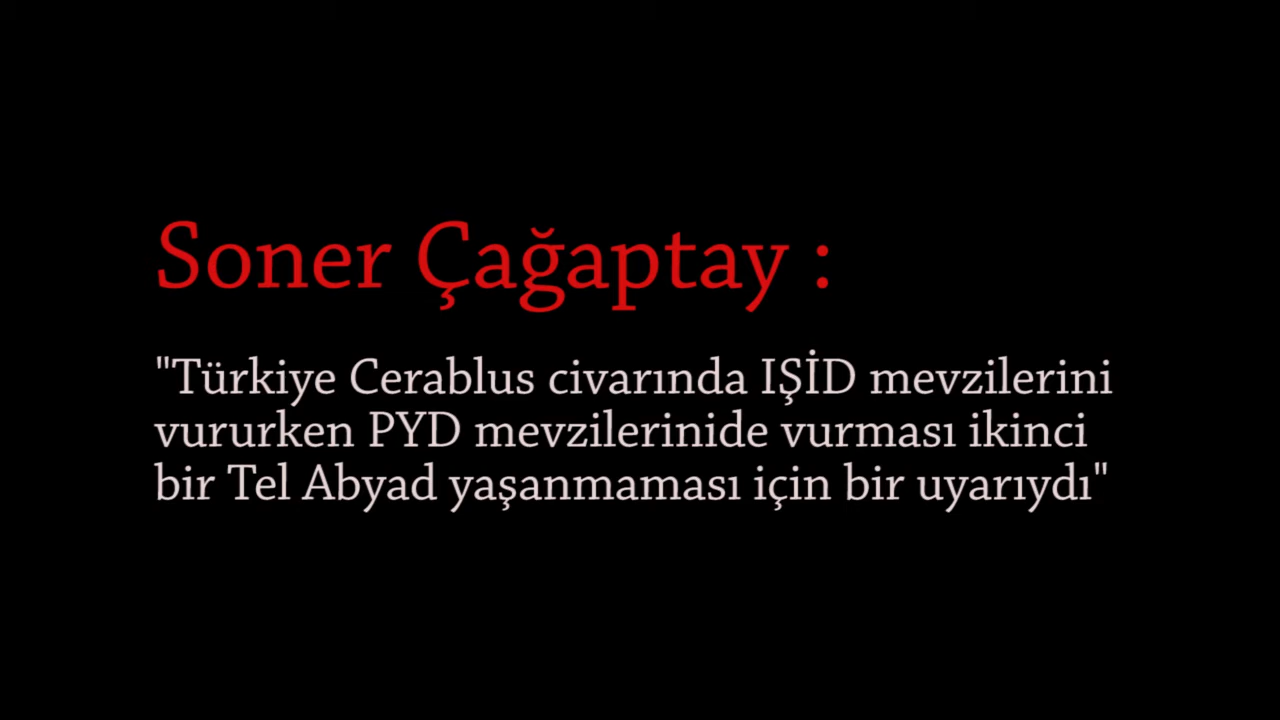 Soner Çağaptay :
"Türkiye Cerablus civarında IŞİD mevzilerini
vururken PYD mevzilerinide vurması ikinci
bir Tel Abyad yaşanmaması için bir uyarıydı"